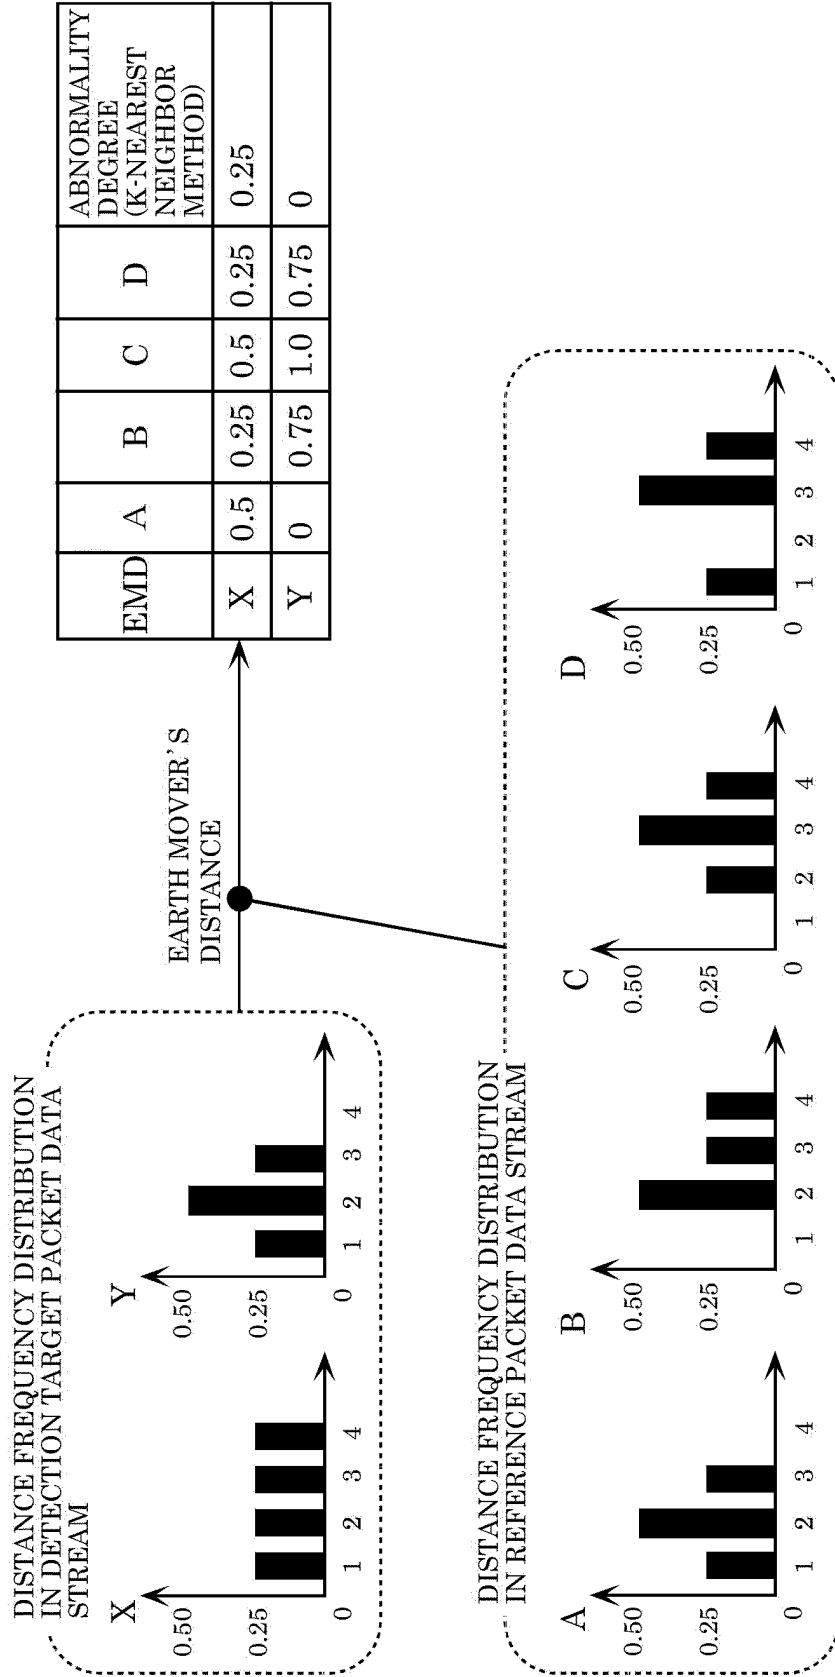 DISTANCE FREQUENCY DISTRIBUTION
IN DETECTION TARGET PACKET DATA
STREAM
X
0.50
0.25
0
1 2 3 4
Y
0.50
0.25
0
1 2 3 4
EARTH MOVER'S
DISTANCE
EMD A B C D ABNORMALITY
DEGREE
(K-NEAREST
NEIGHBOR
METHOD)
X 0.5 0.25 0.5 0.25 0.25
Y 0 0.75 1.0 0.75 0
DISTANCE FREQUENCY DISTRIBUTION
IN REFERENCE PACKET DATA STREAM
A
0.50
0.25
0
1 2 3 4
B
0.50
0.25
0
1 2 3 4
C
0.50
0.25
0
1 2 3 4
D
0.50
0.25
0
1 2 3 4